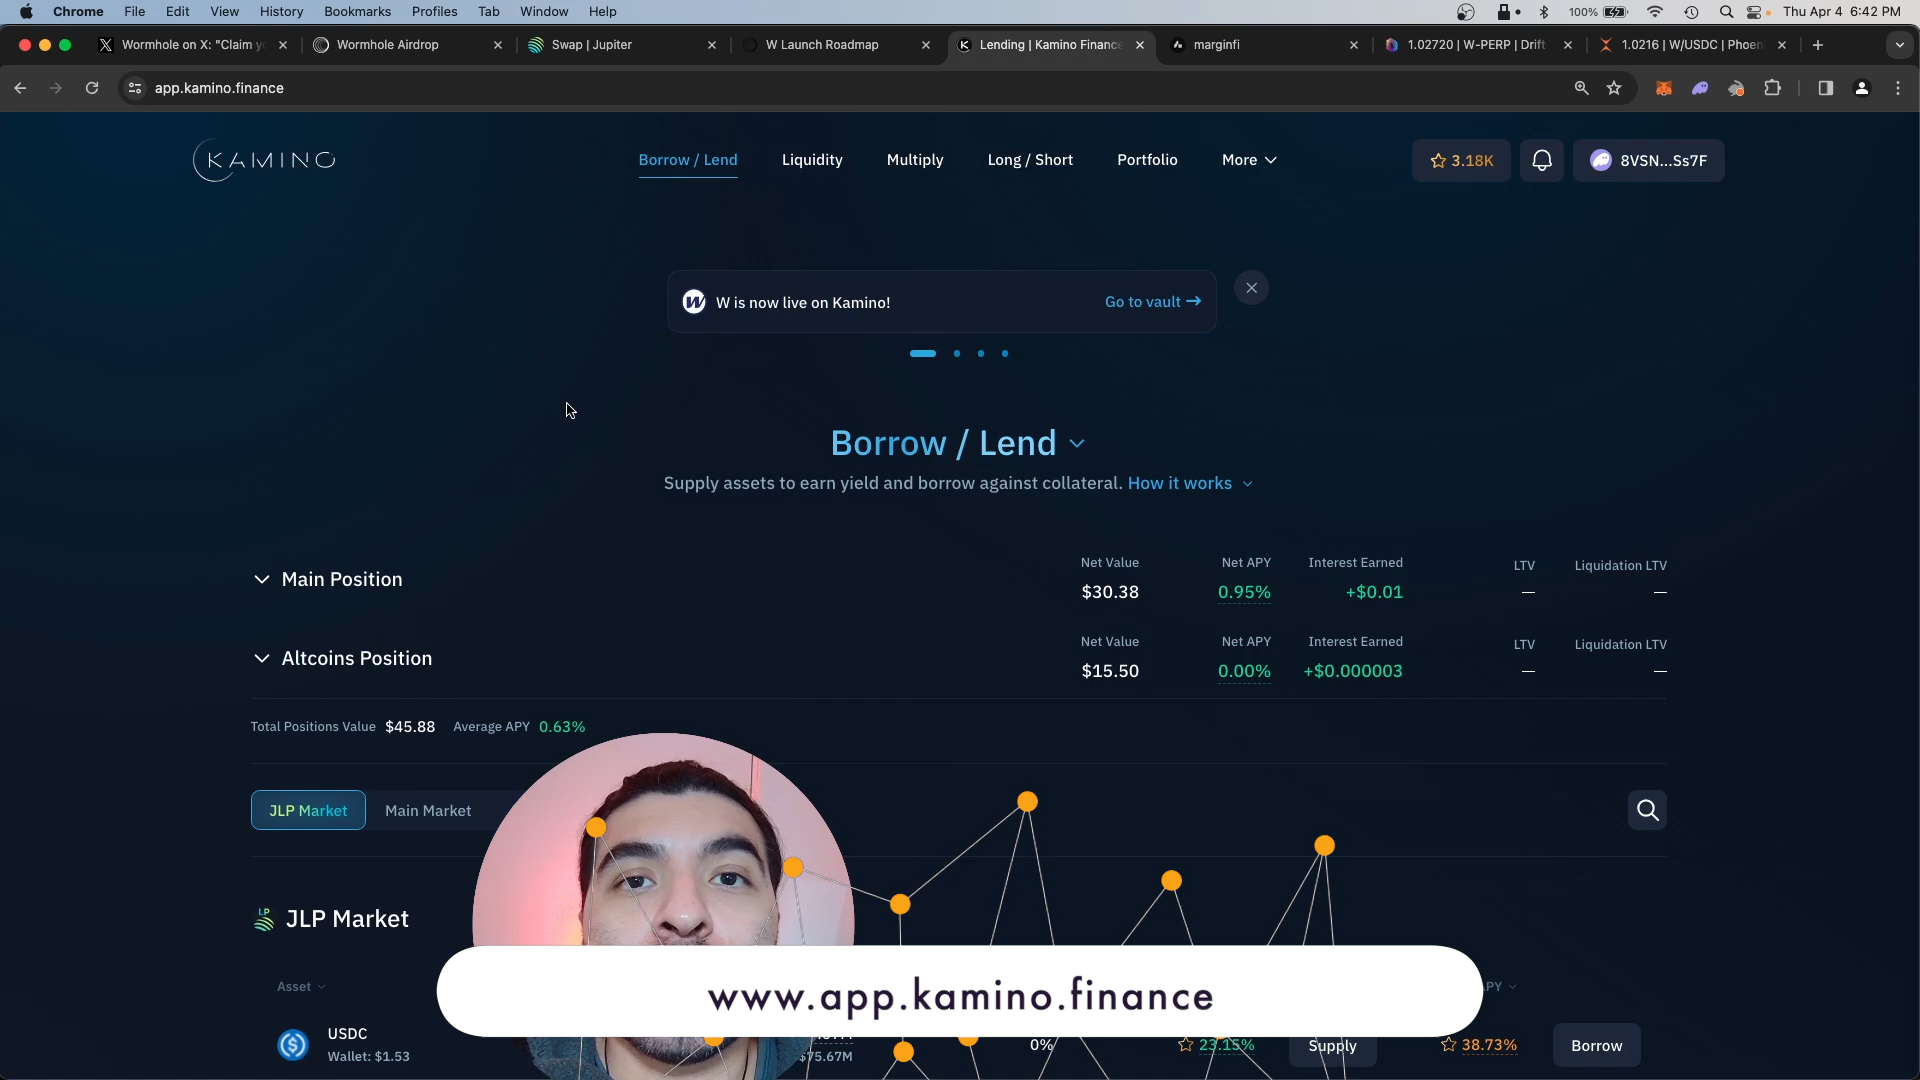 Chrome File Edit View History Bookmarks Profiles Tab Window Help 100% Thu Apr 4 6:42 PM
Wormhole on X: "Claim Wormhole Airdrop Swap | Jupiter W Launch Roadmap Lending | Kamino Finance marginfi 1.02720 | W-PERP | Drift 1.0216 | W/USDC | Phoen
app.kamino.finance
KAMINO Borrow / Lend Liquidity Multiply Long / Short Portfolio More 3.18K 8VSN...Ss7F
W is now live on Kamino! Go to vault →
Borrow / Lend
Supply assets to earn yield and borrow against collateral. How it works
Net Value Net APY Interest Earned LTV Liquidation LTV
Main Position $30.38 0.95% +$0.01 — —
Net Value Net APY Interest Earned LTV Liquidation LTV
Altcoins Position $15.50 0.00% +$0.000003 — —
Total Positions Value $45.88 Average APY 0.63%
JLP Market Main Market
LP JLP Market
Asset
www.app.kamino.finance
USDC 0% 23.15% Supply 38.73% Borrow
Wallet: $1.53 $75.67M